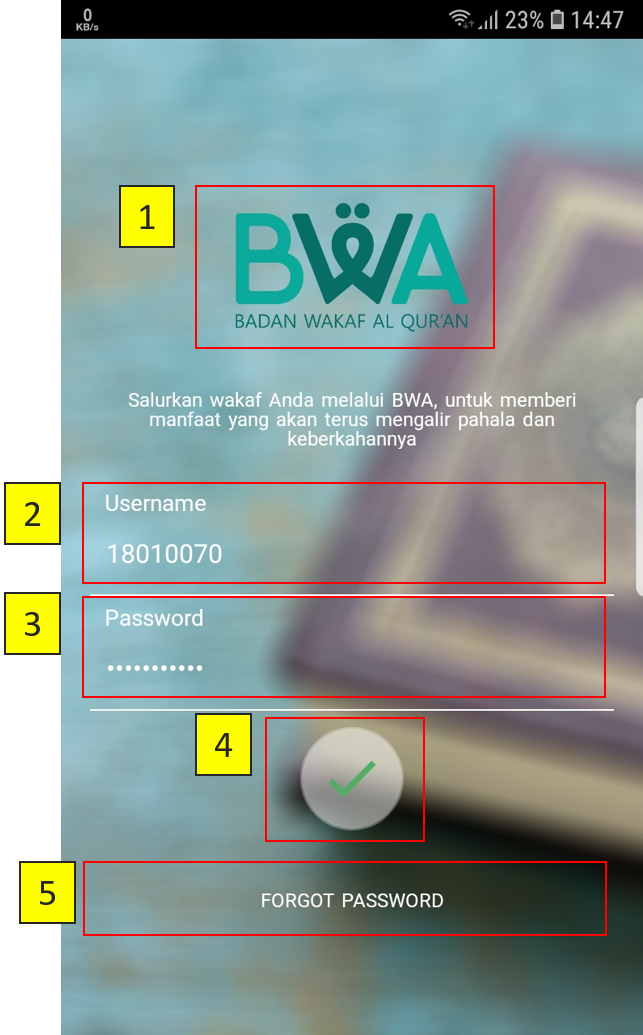 0
KB/s
23% 14:47
1
BWA
BADAN WAKAF AL QUR'AN
Salurkan wakaf Anda melalui BWA, untuk memberi
manfaat yang akan terus mengalir pahala dan
keberkahannya
2
Username
18010070
3
Password
•••••••••••
4
5
FORGOT PASSWORD